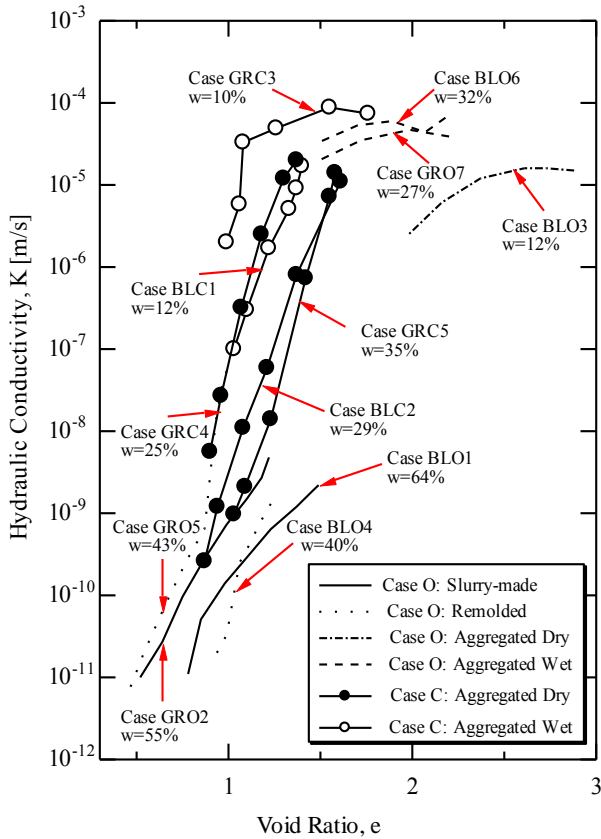 10⁻³
Case GRC3
w=10%
Case BLO6
w=32%
10⁻⁴
Case GRO7
w=27%
10⁻⁵
Case BLO3
w=12%
10⁻⁶
Case BLC1
w=12%
Case GRC5
w=35%
10⁻⁷
Case BLC2
w=29%
10⁻⁸
Case GRC4
w=25%
Case BLO1
w=64%
10⁻⁹
Case GRO5
w=43%
Case BLO4
w=40%
10⁻¹⁰
Case O: Slurry-made
Case O: Remolded
Case O: Aggregated Dry
Case O: Aggregated Wet
Case C: Aggregated Dry
Case C: Aggregated Wet
10⁻¹¹
Case GRO2
w=55%
10⁻¹²
1
2
3
Void Ratio, e
Hydraulic Conductivity, K [m/s]